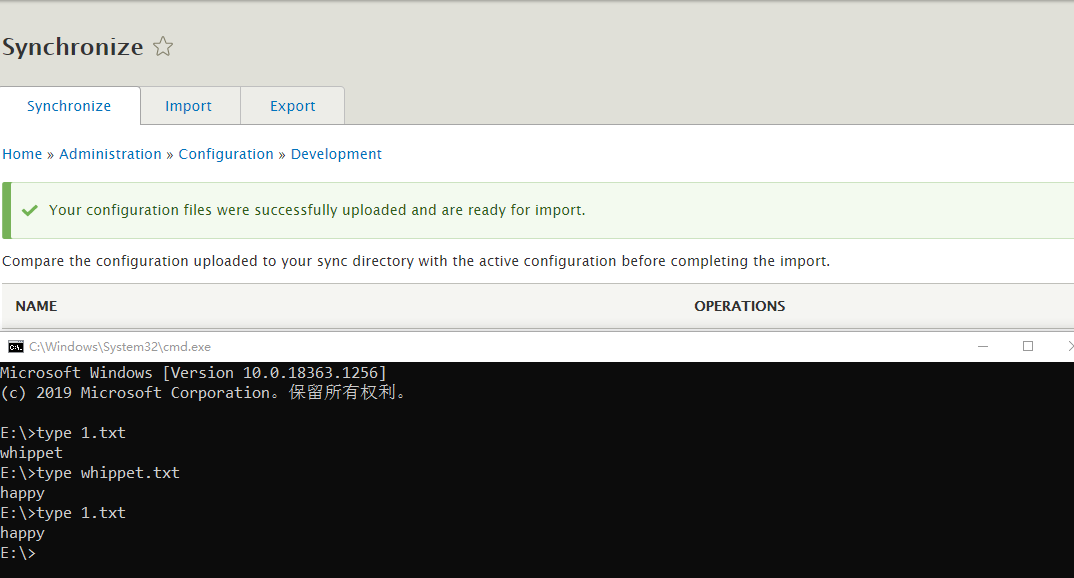 Synchronize
Synchronize Import Export
Home » Administration » Configuration » Development
Your configuration files were successfully uploaded and are ready for import.
Compare the configuration uploaded to your sync directory with the active configuration before completing the import.
NAME OPERATIONS
C:\Windows\System32\cmd.exe
Microsoft Windows [Version 10.0.18363.1256]
(c) 2019 Microsoft Corporation。保留所有权利。
E:\>type 1.txt
whippet
E:\>type whippet.txt
happy
E:\>type 1.txt
happy
E:\>